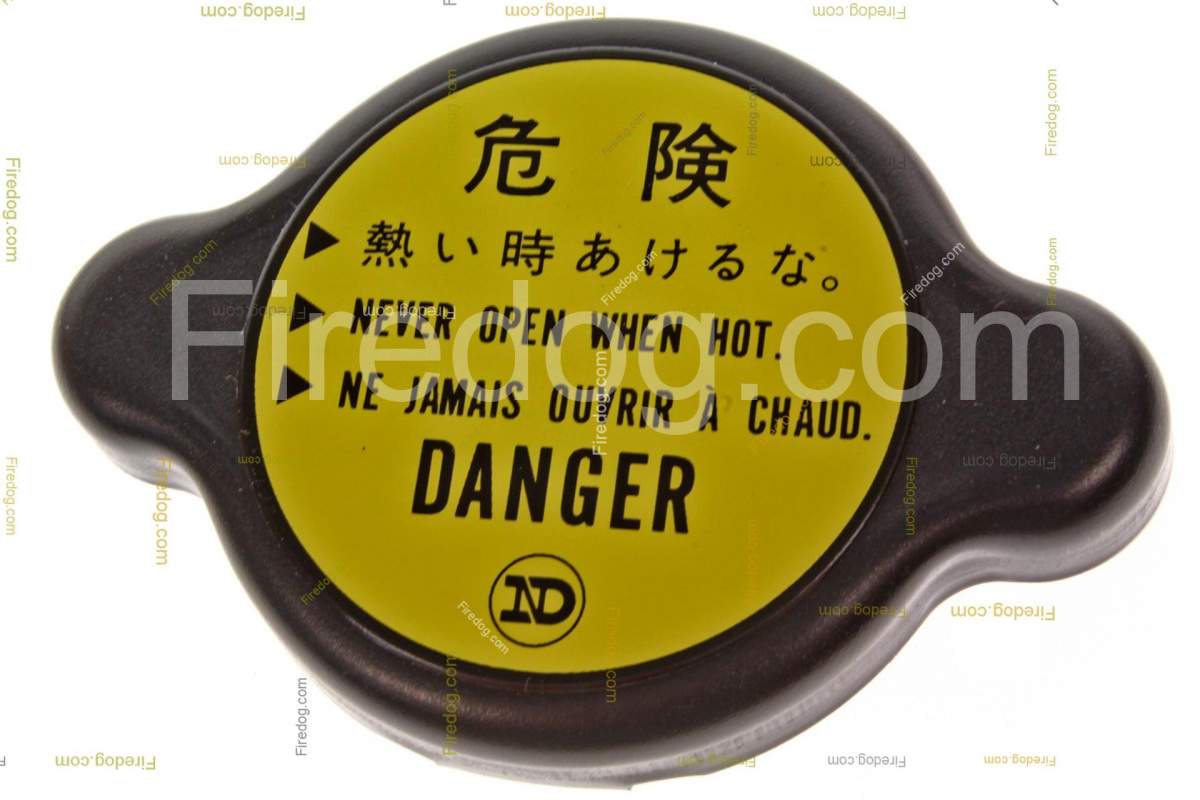 危 険
▶ 熱い時あけるな。
▶ NEVER OPEN WHEN HOT.
Firedog.com
▶ NE JAMAIS OUVRIR À CHAUD.
DANGER
ND